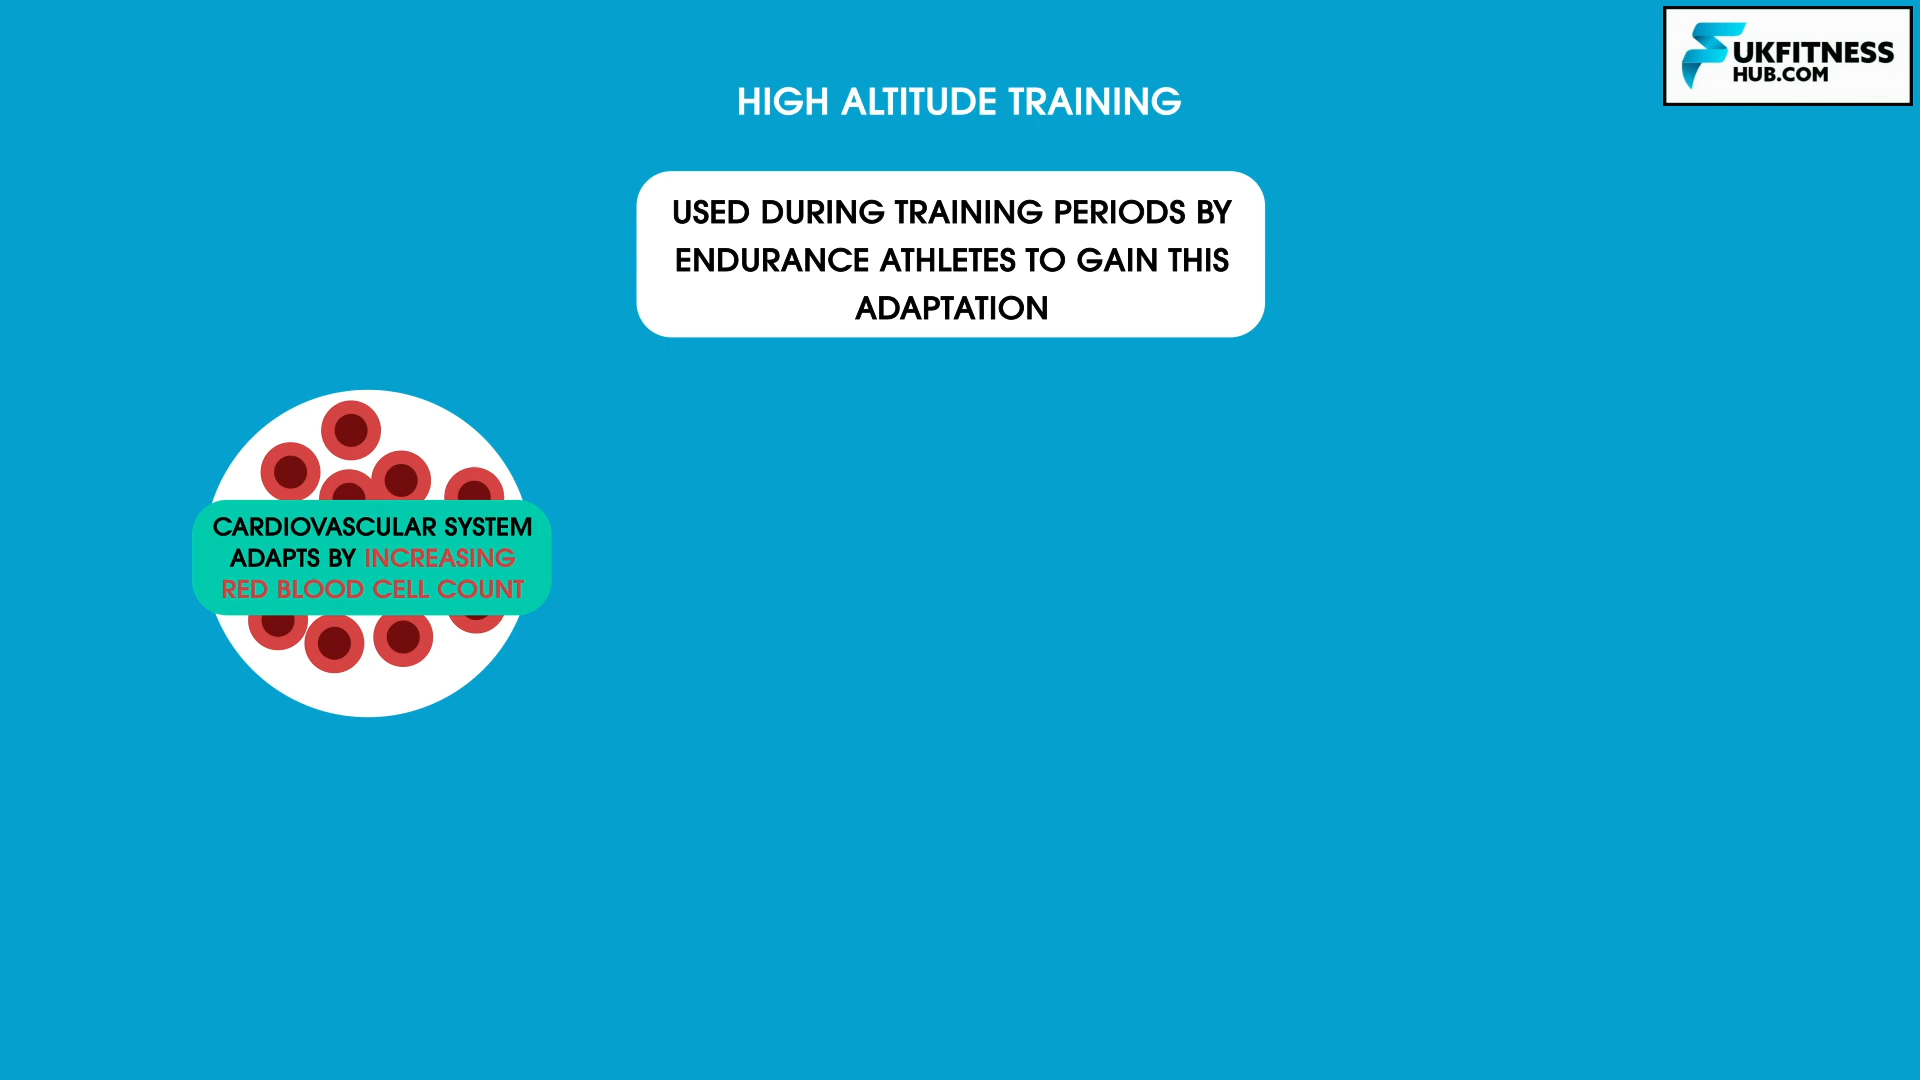 UKFITNESS
HUB.COM
HIGH ALTITUDE TRAINING
USED DURING TRAINING PERIODS BY
ENDURANCE ATHLETES TO GAIN THIS
ADAPTATION
CARDIOVASCULAR SYSTEM
ADAPTS BY INCREASING
RED BLOOD CELL COUNT